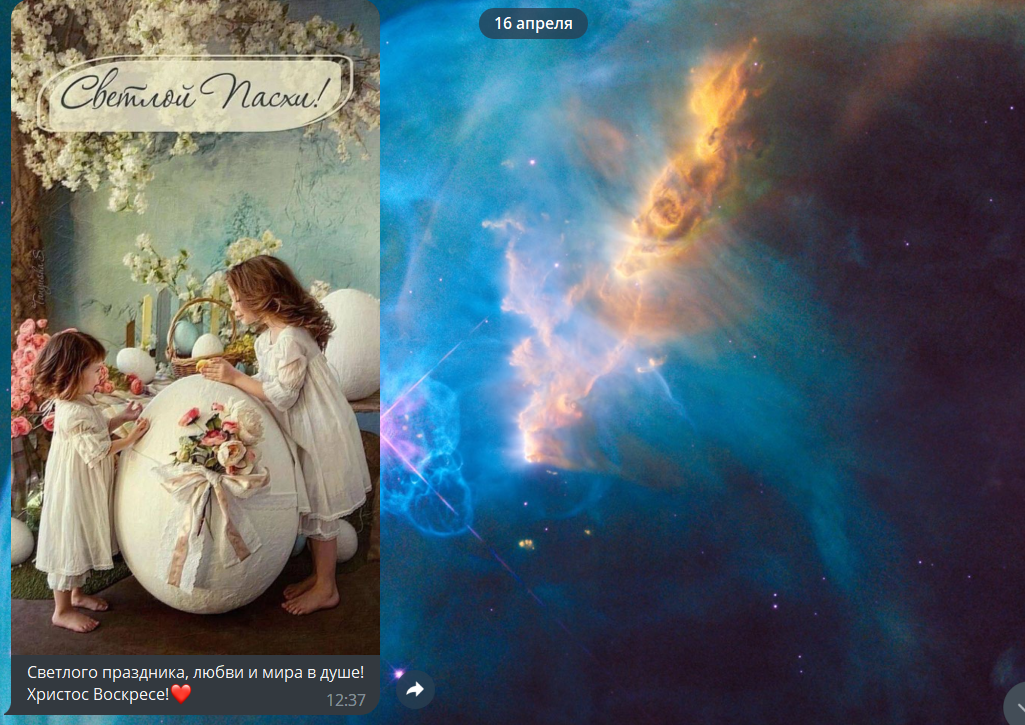 16 апреля
Светлой Пасхи!
Светлого праздника, любви и мира в душе!
Христос Воскресе!❤️
12:37